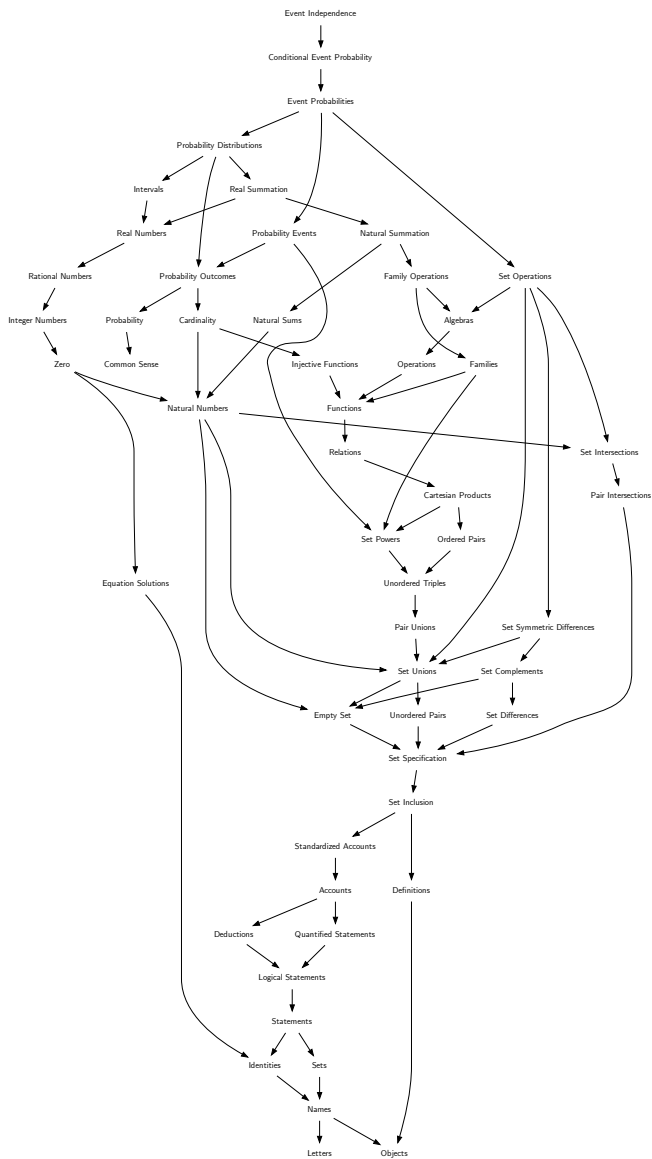 Event Independence
Conditional Event Probability
Event Probabilities
Probability Distributions
Intervals
Real Summation
Real Numbers
Probability Events
Natural Summation
Rational Numbers
Probability Outcomes
Family Operations
Set Operations
Integer Numbers
Probability
Cardinality
Natural Sums
Algebras
Zero
Common Sense
Injective Functions
Operations
Families
Natural Numbers
Functions
Relations
Set Intersections
Cartesian Products
Pair Intersections
Set Powers
Ordered Pairs
Equation Solutions
Unordered Triples
Pair Unions
Set Symmetric Differences
Set Unions
Set Complements
Empty Set
Unordered Pairs
Set Differences
Set Specification
Set Inclusion
Standardized Accounts
Accounts
Definitions
Deductions
Quantified Statements
Logical Statements
Statements
Identities
Sets
Names
Letters
Objects